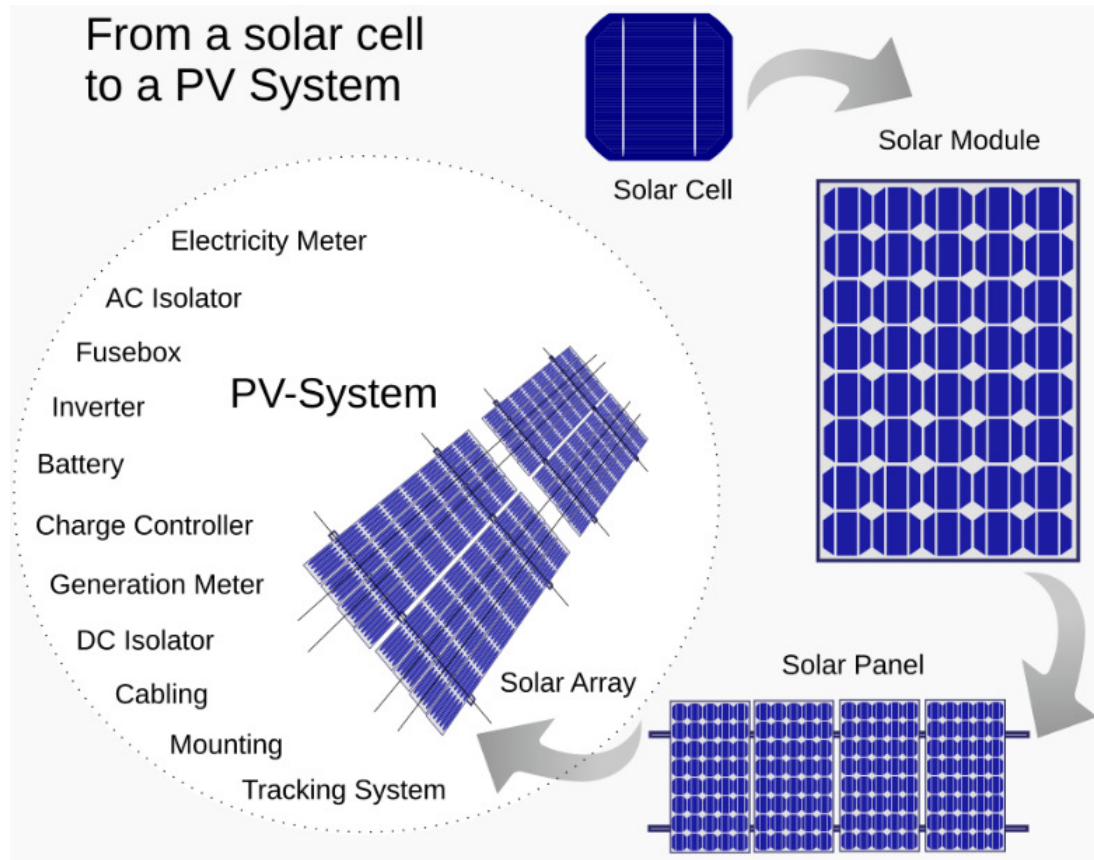 From a solar cell
to a PV System
Solar Cell
Solar Module
Solar Panel
Solar Array
PV-System
Electricity Meter
AC Isolator
Fusebox
Inverter
Battery
Charge Controller
Generation Meter
DC Isolator
Cabling
Mounting
Tracking System